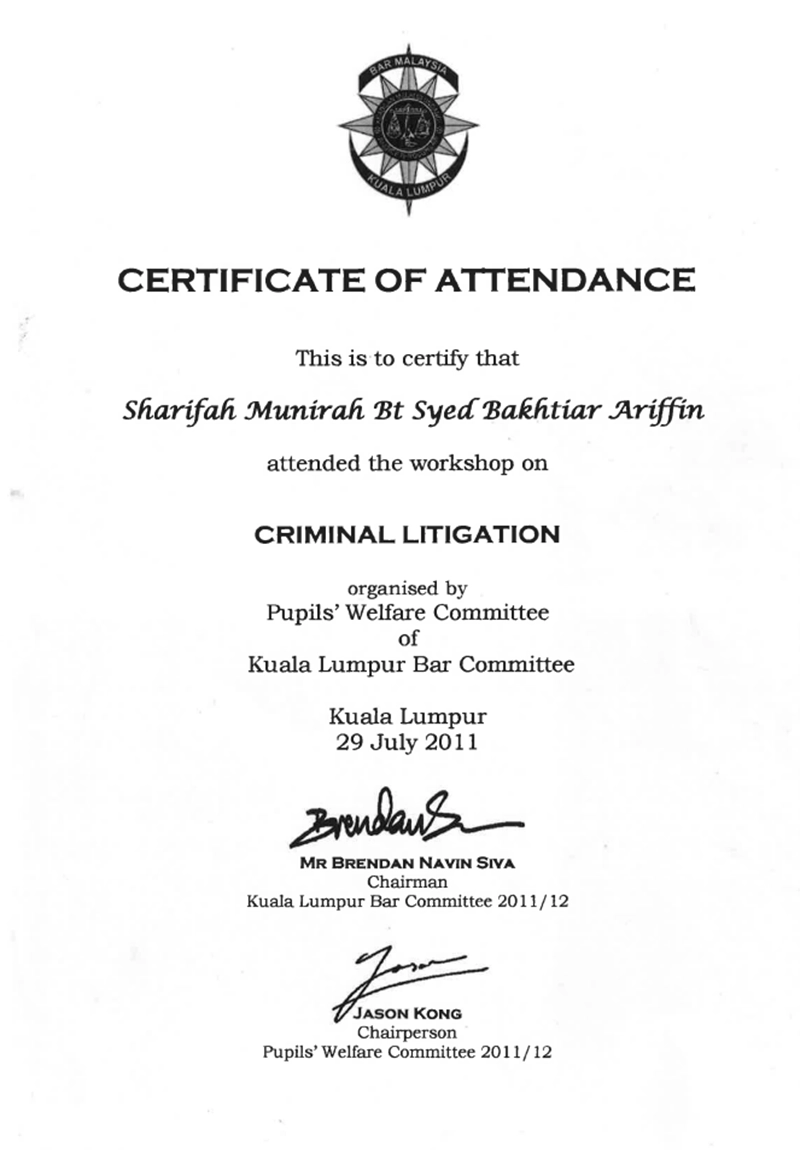 BAR MALAYSIA
KUALA LUMPUR
CERTIFICATE OF ATTENDANCE
This is to certify that
Sharifah Munirah Bt Syed Bakhtiar Ariffin
attended the workshop on
CRIMINAL LITIGATION
organised by
Pupils' Welfare Committee
of
Kuala Lumpur Bar Committee
Kuala Lumpur
29 July 2011
BrendanS
MR BRENDAN NAVIN SIVA
Chairman
Kuala Lumpur Bar Committee 2011/12
Jason
JASON KONG
Chairperson
Pupils' Welfare Committee 2011/12